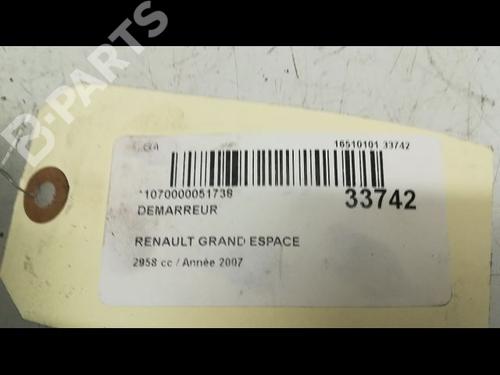 B-PARTS
16510101 33742
*1070000051738
33742
DEMARREUR
RENAULT GRAND ESPACE
2958 cc / Année 2007